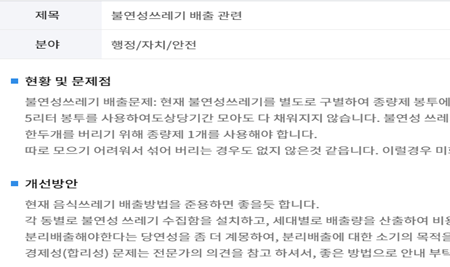 제목 불연성쓰레기 배출 관련
분야 행정/자치/안전
현황 및 문제점
불연성쓰레기 배출문제: 현재 불연성쓰레기를 별도로 구별하여 종량제 봉투에
5리터 봉투를 사용하여도상당기간 모아도 다 채워지지 않습니다. 불연성 쓰레
한두개를 버리기 위해 종량제 1개를 사용해야 합니다.
따로 모으기 어려워서 섞어 버리는 경우도 없지 않은것 같읍니다. 이럴경우 미
개선방안
현재 음식쓰레기 배출방법을 준용하면 좋을듯 합니다.
각 동별로 불연성 쓰레기 수집함을 설치하고, 세대별로 배출량을 산출하여 비용
분리배출해야한다는 당연성을 좀 더 계몽하여, 분리배출에 대한 소기의 목적을
경제성(합리성) 문제는 전문가의 의견을 참고 하셔서, 좋은 방법으로 안내 부탁